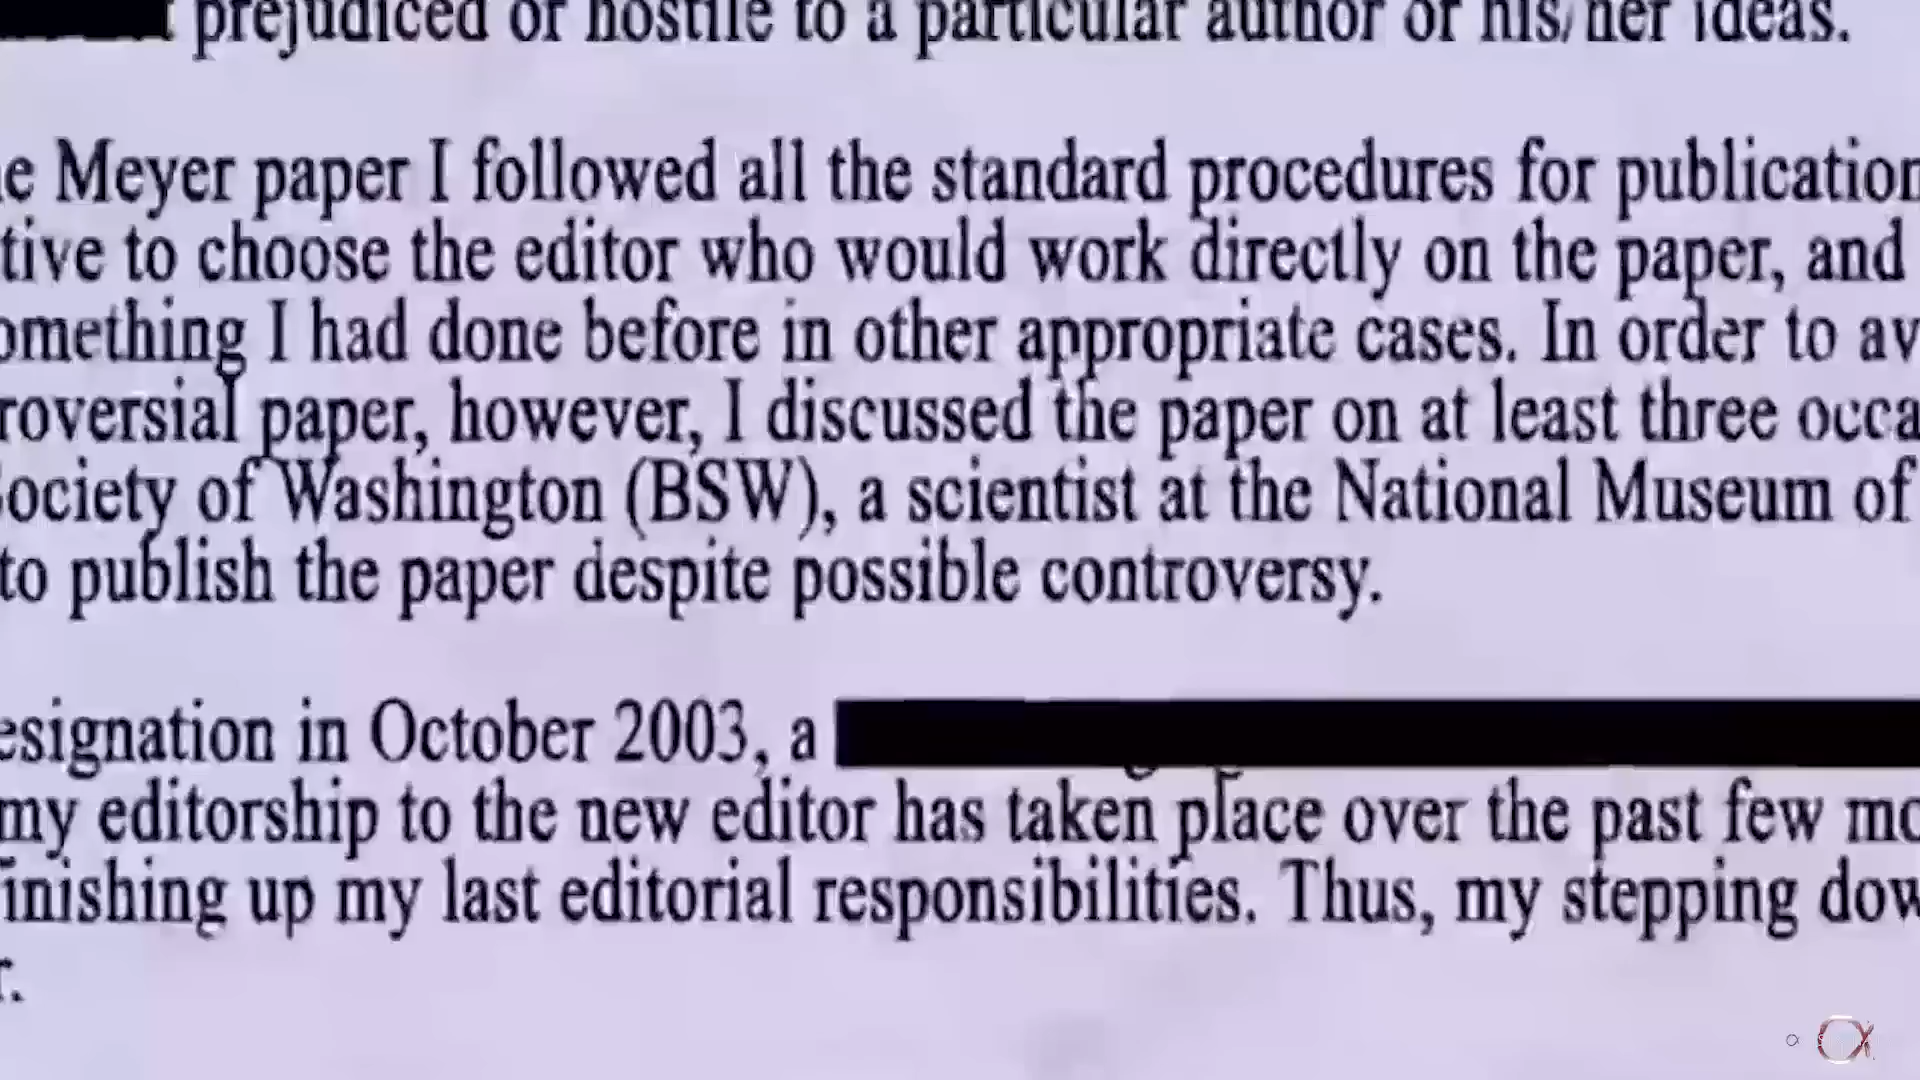 prejudiced or hostile to a particular author or his/her ideas.
e Meyer paper I followed all the standard procedures for publication
tive to choose the editor who would work directly on the paper, and
omething I had done before in other appropriate cases. In order to av
roversial paper, however, I discussed the paper on at least three occa
Society of Washington (BSW), a scientist at the National Museum of
to publish the paper despite possible controversy.
esignation in October 2003, a
my editorship to the new editor has taken place over the past few mo
inishing up my last editorial responsibilities. Thus, my stepping dow
r.